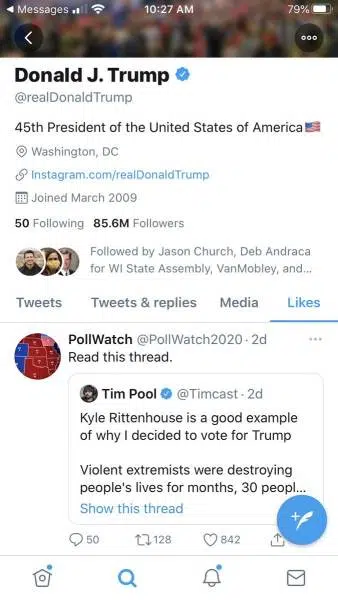 Messages 10:27 AM 79%
Donald J. Trump
@realDonaldTrump
45th President of the United States of America🇺🇸
Washington, DC
Instagram.com/realDonaldTrump
Joined March 2009
50 Following 85.6M Followers
Followed by Jason Church, Deb Andraca
for WI State Assembly, VanMobley, and...
Tweets Tweets & replies Media Likes
PollWatch @PollWatch2020 · 2d
Read this thread.
Tim Pool @Timcast · 2d
Kyle Rittenhouse is a good example
of why I decided to vote for Trump
Violent extremists were destroying
people's lives for months, 30 peopl...
Show this thread
50 128 842